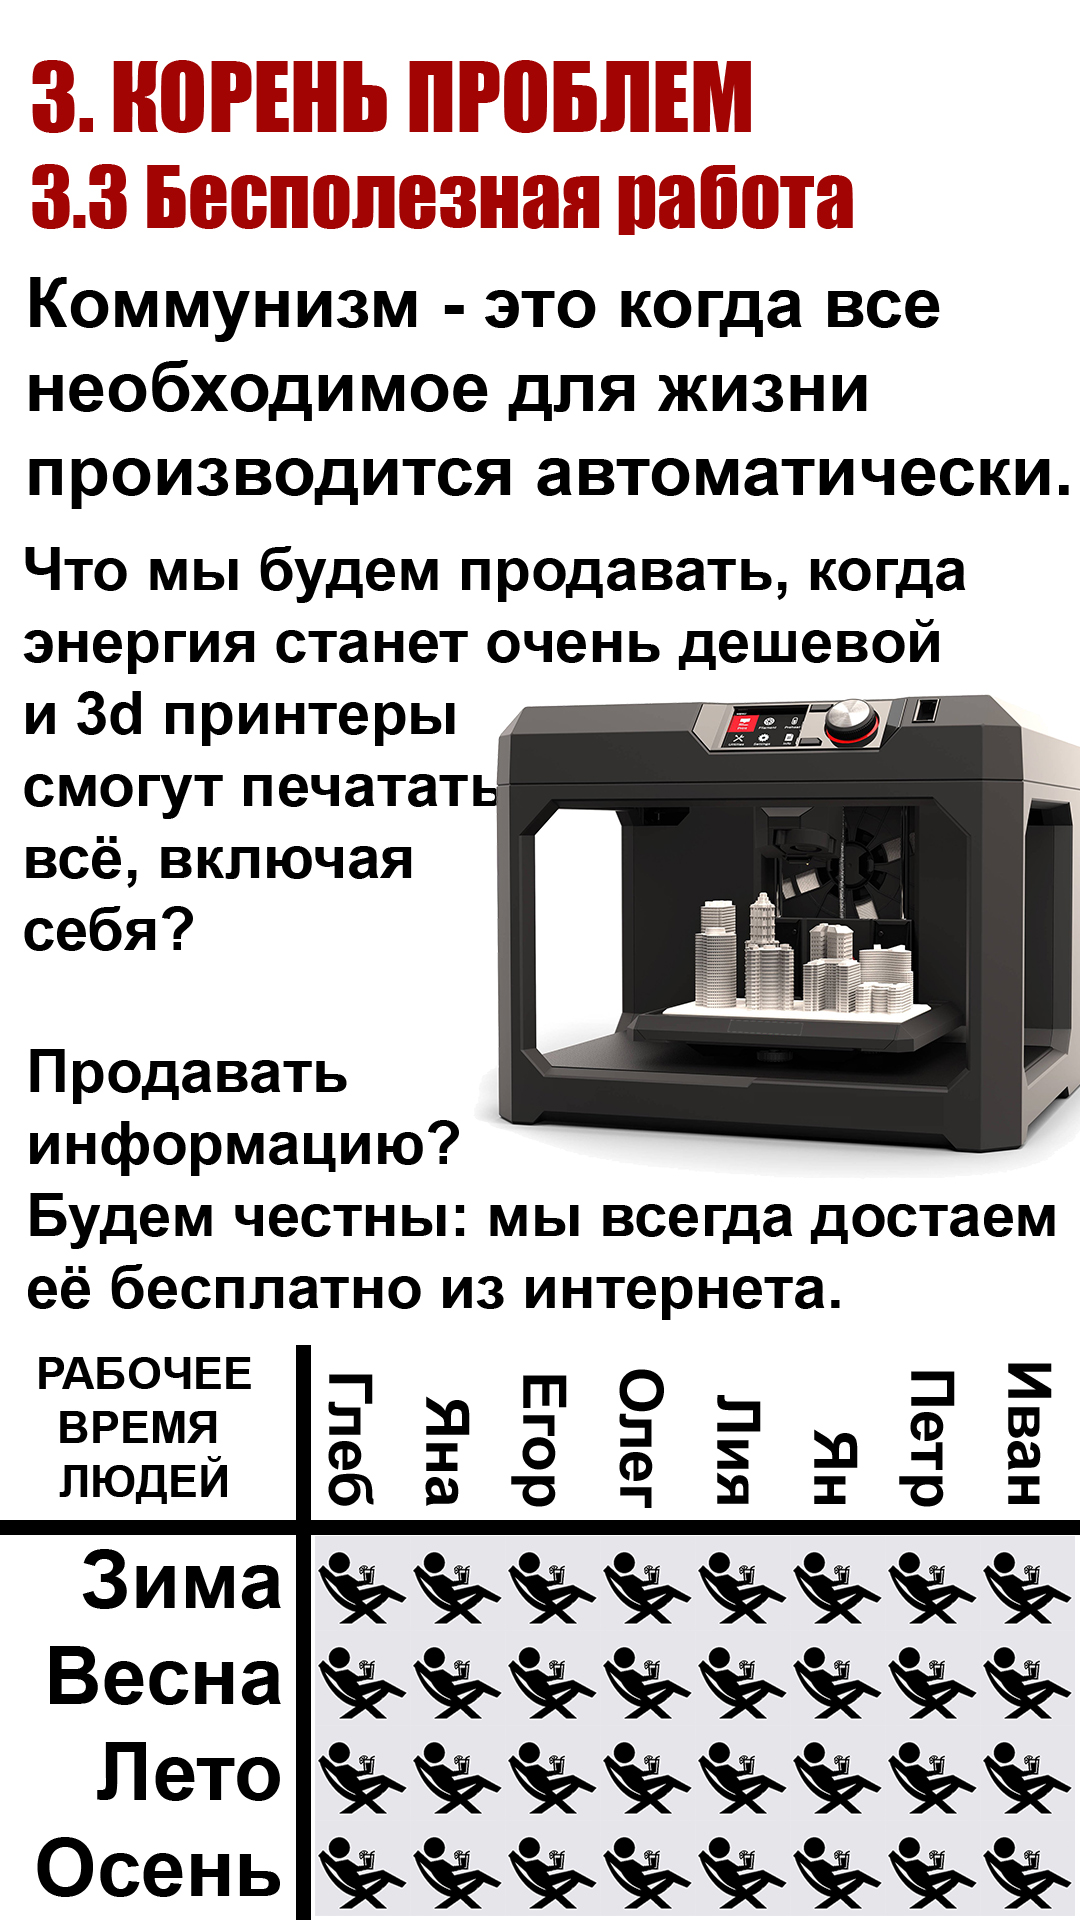 3. КОРЕНЬ ПРОБЛЕМ
3.3 Бесполезная работа
Коммунизм - это когда все
необходимое для жизни
производится автоматически.
Что мы будем продавать, когда
энергия станет очень дешевой
и 3d принтеры
смогут печатать
всё, включая
себя?
Продавать
информацию?
Будем честны: мы всегда достаем
её бесплатно из интернета.
РАБОЧЕЕ
ВРЕМЯ
ЛЮДЕЙ
Глеб
Яна
Егор
Олег
Лия
Ян
Петр
Иван
Зима
Весна
Лето
Осень